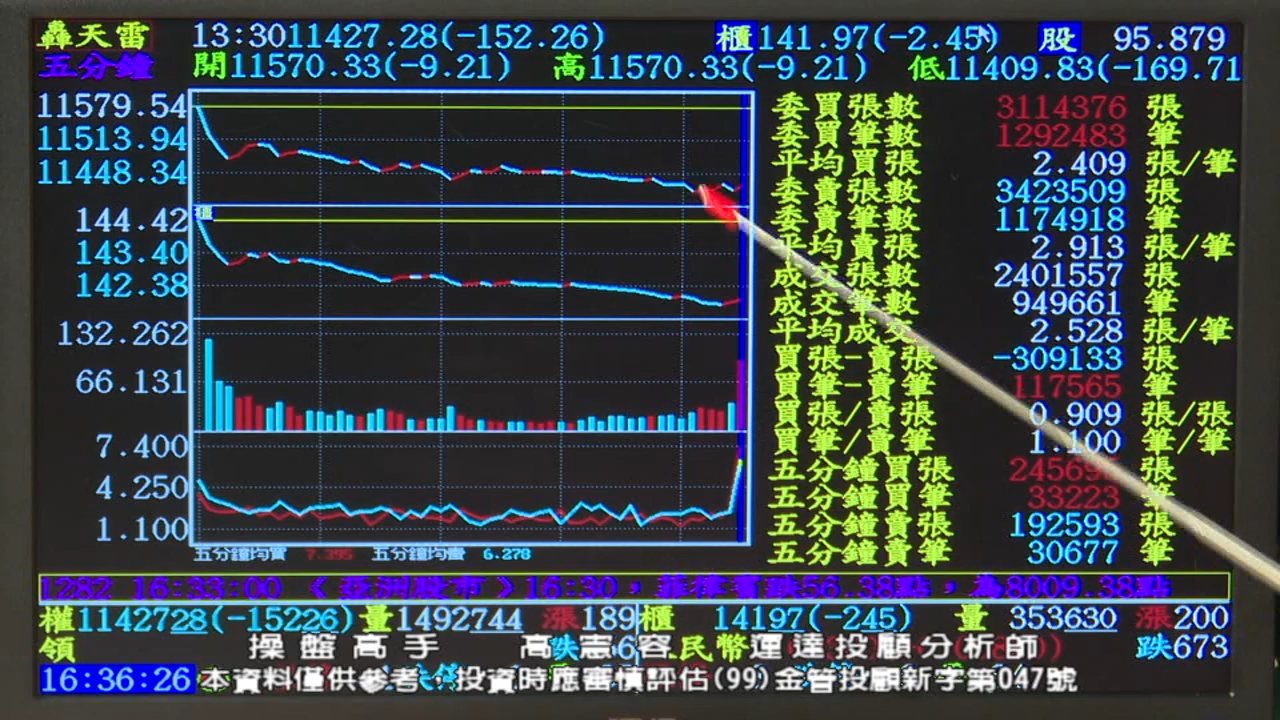 轟天雷 13:30 11427.28(-152.26) 櫃 141.97(-2.45) 股 95.879
五分鐘 開11570.33(-9.21) 高11570.33(-9.21) 低11409.83(-169.71
11579.54
11513.94
11448.34
144.42
143.40
142.38
132.262
66.131
7.400
4.250
1.100
櫃
委買張數 3114376 張
委買筆數 1292483 筆
平均買張 2.409 張/筆
委賣張數 3423509 張
委賣筆數 1174918 筆
平均賣張 2.913 張/筆
成交張數 2401557 張
成交筆數 949661 筆
平均成交 2.528 張/筆
買張-賣張 -309133 張
買筆-賣筆 117565 筆
買張/賣張 0.909 張/張
買筆/賣筆 1.100 筆/筆
五分鐘買張 24569 張
五分鐘買筆 33223 筆
五分鐘賣張 192593 張
五分鐘賣筆 30677 筆
五分鐘均買 7.395 五分鐘均賣 6.278
1282 16:33:00 《亞洲股市》16:30，菲律賓跌56.38點，為8009.38點
權1142728(-15226) 量1492744 漲189 櫃 14197(-245) 量 353630 漲200
領 跌6 民幣 跌673
操盤高手 高憲容 運達投顧分析師
16:36:26
本資料僅供參考，投資時應審慎評估(99)金管投顧新字第047號